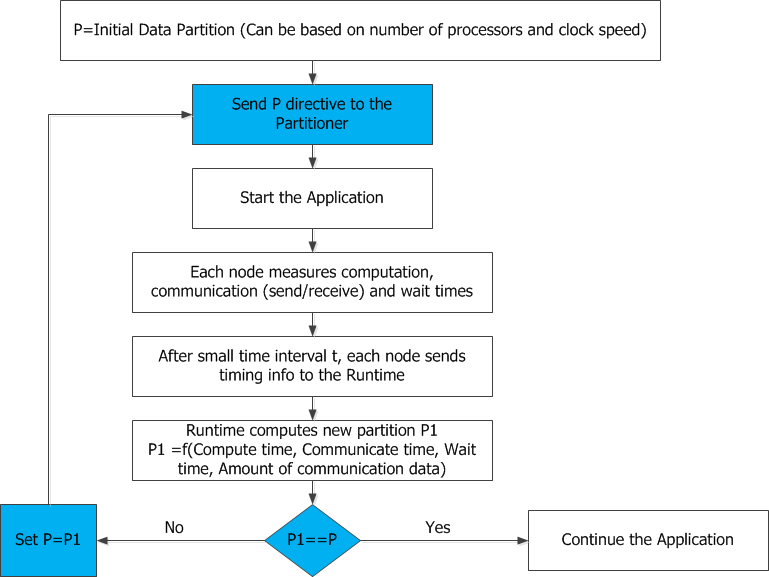 P=Initial Data Partition (Can be based on number of processors and clock speed)
Send P directive to the
Partitioner
Start the Application
Each node measures computation,
communication (send/receive) and wait times
After small time interval t, each node sends
timing info to the Runtime
Runtime computes new partition P1
P1 =f(Compute time, Communicate time, Wait
time, Amount of communication data)
Set P=P1
No
P1==P
Yes
Continue the Application